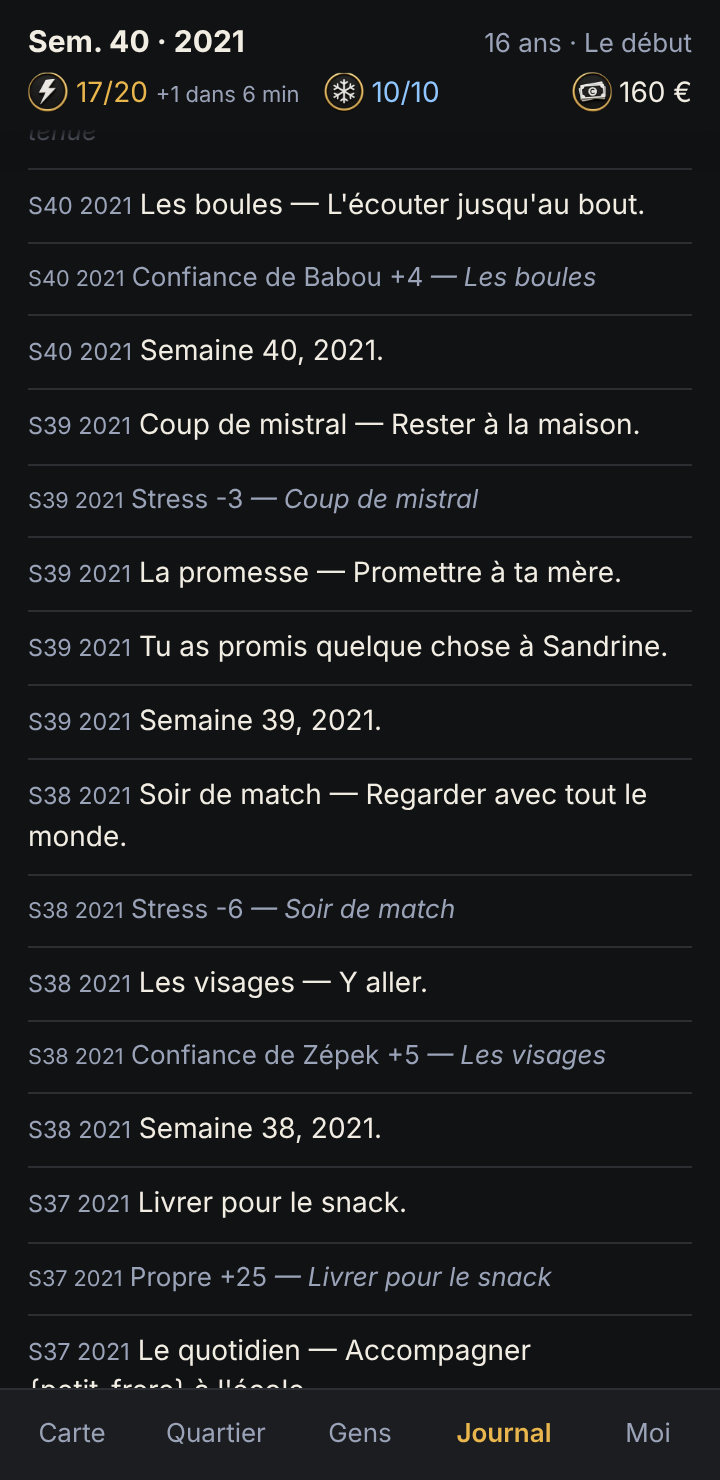 Sem. 40 · 2021
16 ans · Le début
17/20 +1 dans 6 min
10/10
160 €
tenue
S40 2021 Les boules — L'écouter jusqu'au bout.
S40 2021 Confiance de Babou +4 — Les boules
S40 2021 Semaine 40, 2021.
S39 2021 Coup de mistral — Rester à la maison.
S39 2021 Stress -3 — Coup de mistral
S39 2021 La promesse — Promettre à ta mère.
S39 2021 Tu as promis quelque chose à Sandrine.
S39 2021 Semaine 39, 2021.
S38 2021 Soir de match — Regarder avec tout le
monde.
S38 2021 Stress -6 — Soir de match
S38 2021 Les visages — Y aller.
S38 2021 Confiance de Zépek +5 — Les visages
S38 2021 Semaine 38, 2021.
S37 2021 Livrer pour le snack.
S37 2021 Propre +25 — Livrer pour le snack
S37 2021 Le quotidien — Accompagner
{petit_frere} à l'école.
Carte
Quartier
Gens
Journal
Moi